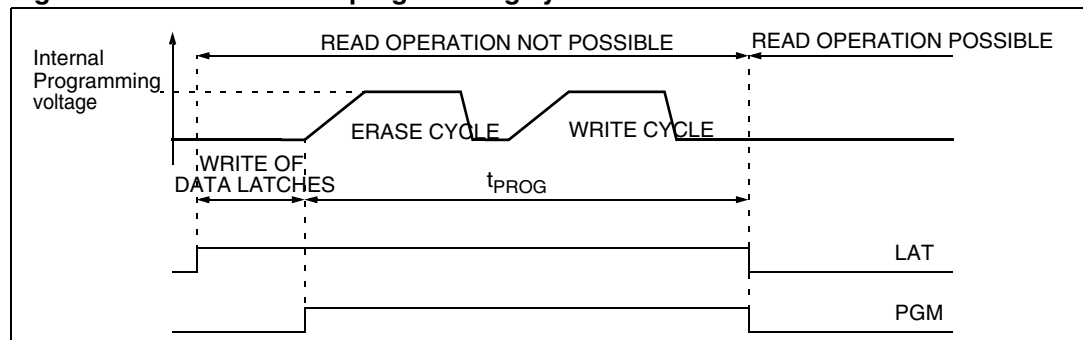 READ OPERATION NOT POSSIBLE
READ OPERATION POSSIBLE
Internal
Programming
voltage
ERASE CYCLE
WRITE CYCLE
WRITE OF
DATA LATCHES
tPROG
LAT
PGM